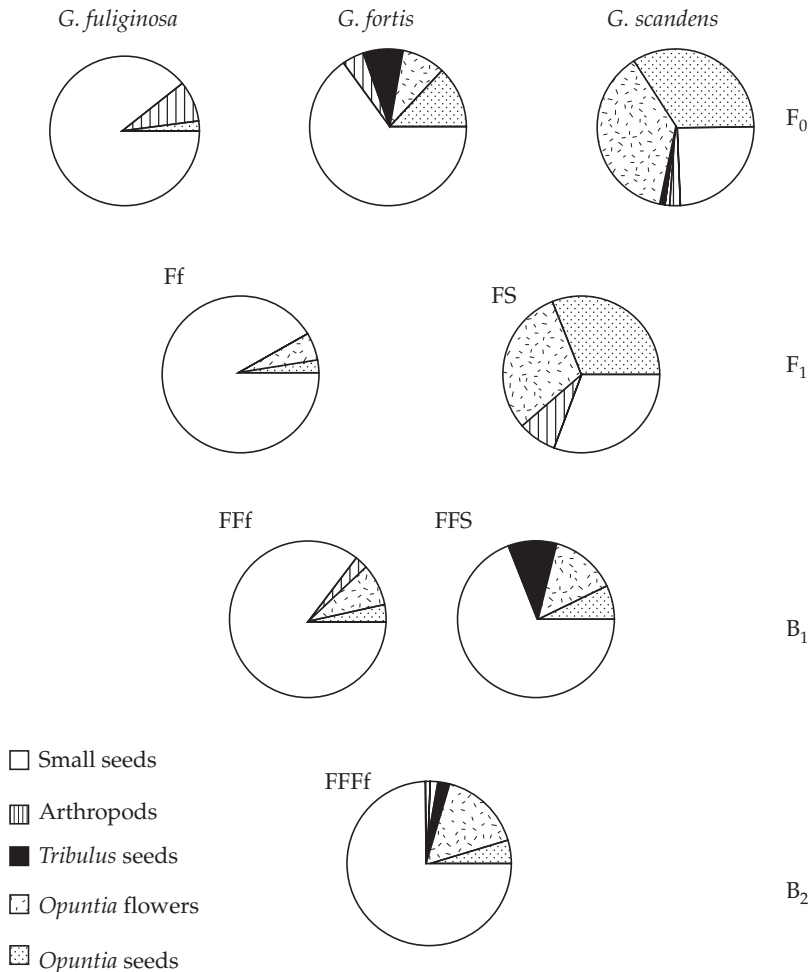 G. fuliginosa G. fortis G. scandens
F0
Ff FS
F1
FFf FFS
B1
Small seeds
Arthropods
Tribulus seeds
Opuntia flowers
Opuntia seeds
FFFf
B2